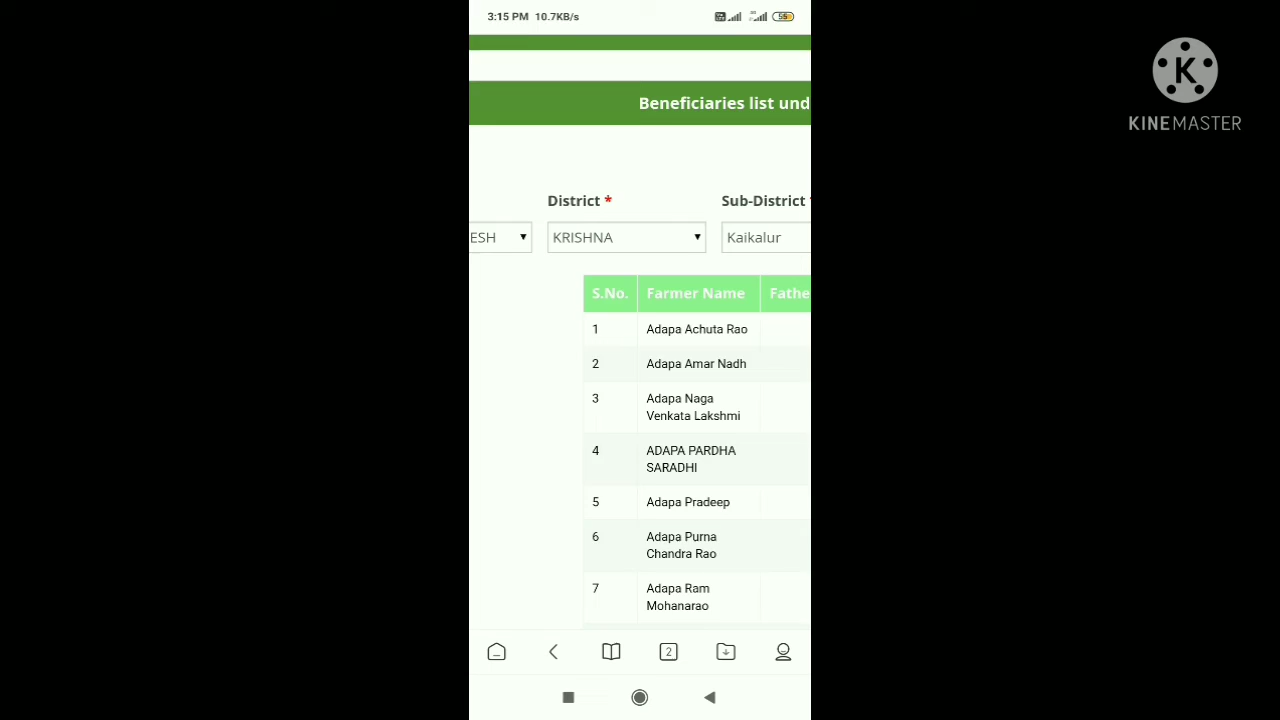 3:15 PM 10.7KB/s
55
K
KINEMASTER
Beneficiaries list und
District * Sub-District *
ESH KRISHNA Kaikalur
S.No. Farmer Name Fathe
1 Adapa Achuta Rao
2 Adapa Amar Nadh
3 Adapa Naga
Venkata Lakshmi
4 ADAPA PARDHA
SARADHI
5 Adapa Pradeep
6 Adapa Purna
Chandra Rao
7 Adapa Ram
Mohanarao
2